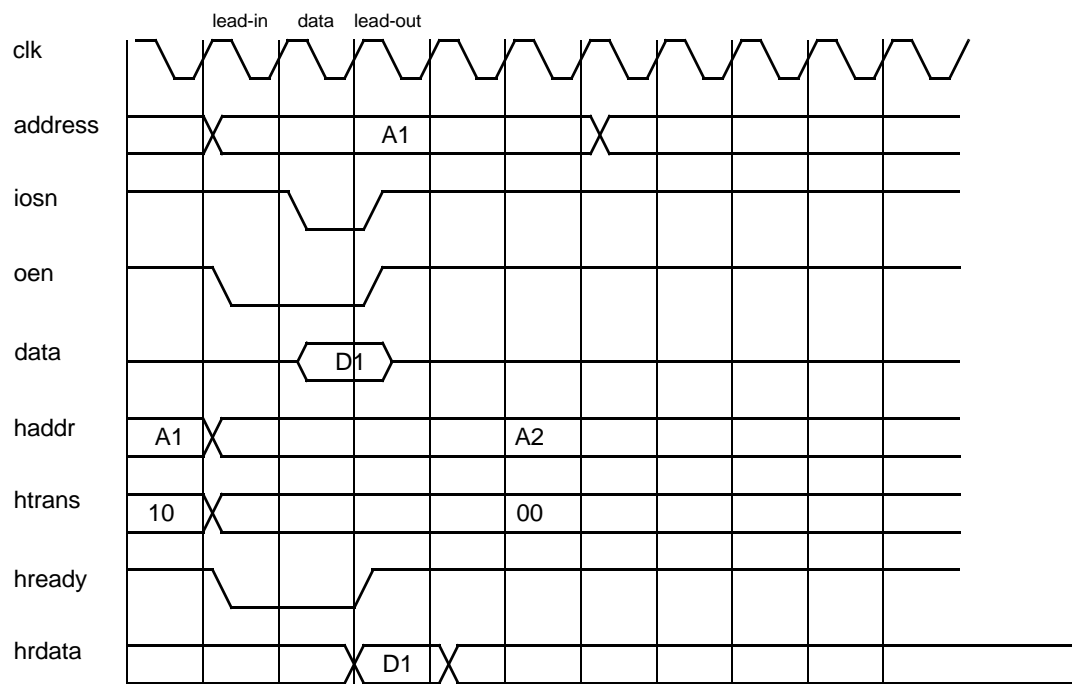 lead-in data lead-out
clk
address A1
iosn
oen
data D1
haddr A1 A2
htrans 10 00
hready
hrdata D1